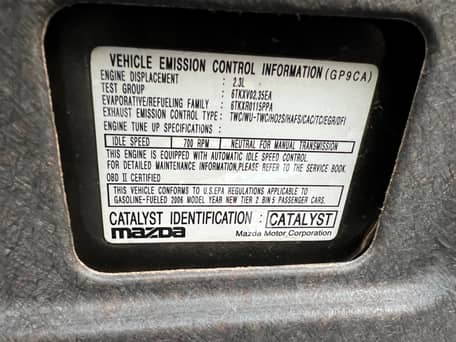 VEHICLE EMISSION CONTROL INFORMATION (GP9CA)
ENGINE DISPLACEMENT : 2.3L
TEST GROUP : 6TKXV02.3SEA
EVAPORATIVE/REFUELING FAMILY : 6TKXR0115PPA
EXHAUST EMISSION CONTROL TYPE: TWC/WU-TWC/HO2S/HAFS/CAC/TC/EGR/DFI
ENGINE TUNE UP SPECIFICATIONS :
IDLE SPEED 700 RPM NEUTRAL FOR MANUAL TRANSMISSION
THIS ENGINE IS EQUIPPED WITH AUTOMATIC IDLE SPEED CONTROL.
FOR DETAILED MAINTENANCE INFORMATION,PLEASE REFER TO SERVICE BOOK.
OBD II CERTIFIED
THIS VEHICLE CONFORMS TO U.S.EPA REGULATIONS APPLICABLE TO
GASOLINE-FUELED 2006 MODEL YEAR NEW TIER 2 BIN 5 PASSENGER CARS.
CATALYST IDENTIFICATION : CATALYST
mazda Mazda Motor Corporation